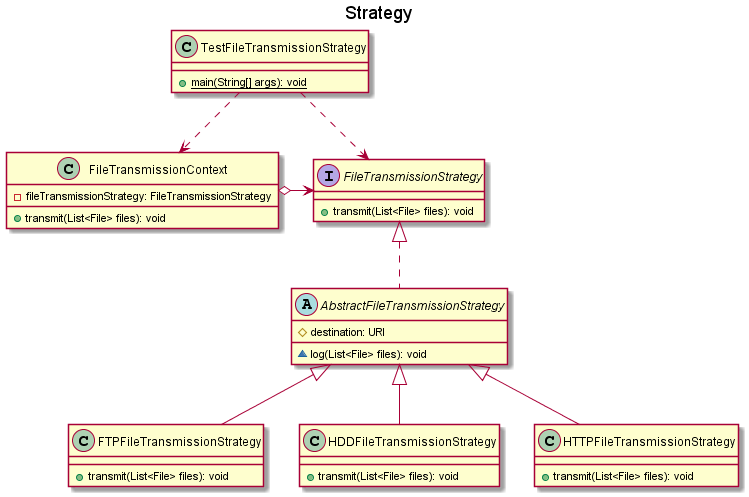 Strategy
C TestFileTransmissionStrategy
main(String[] args): void
C FileTransmissionContext
fileTransmissionStrategy: FileTransmissionStrategy
transmit(List<File> files): void
I FileTransmissionStrategy
transmit(List<File> files): void
A AbstractFileTransmissionStrategy
destination: URI
log(List<File> files): void
C FTPFileTransmissionStrategy
transmit(List<File> files): void
C HDDFileTransmissionStrategy
transmit(List<File> files): void
C HTTPFileTransmissionStrategy
transmit(List<File> files): void